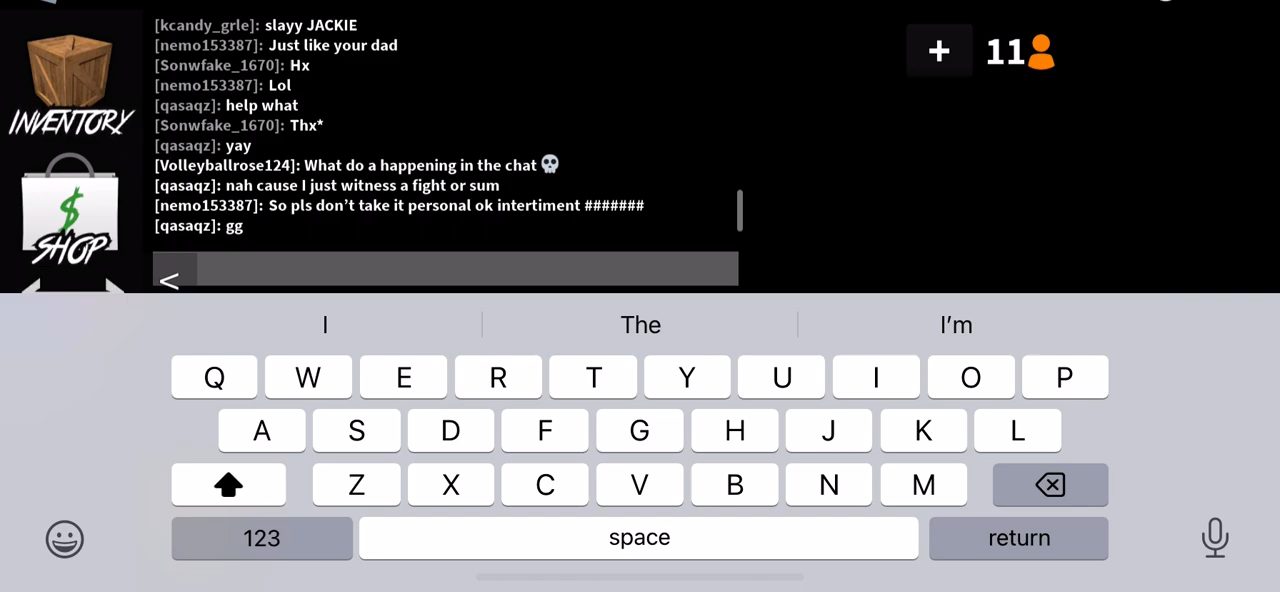 [kcandy_grle]: slayy JACKIE
[nemo153387]: Just like your dad
[Sonwfake_1670]: Hx
[nemo153387]: Lol
[qasaqz]: help what
[Sonwfake_1670]: Thx*
[qasaqz]: yay
[Volleyballrose124]: What do a happening in the chat 💀
[qasaqz]: nah cause I just witness a fight or sum
[nemo153387]: So pls don't take it personal ok intertiment #######
[qasaqz]: gg
INVENTORY
$
SHOP
+ 11
<
I The I'm
Q W E R T Y U I O P
A S D F G H J K L
Z X C V B N M
123 space return